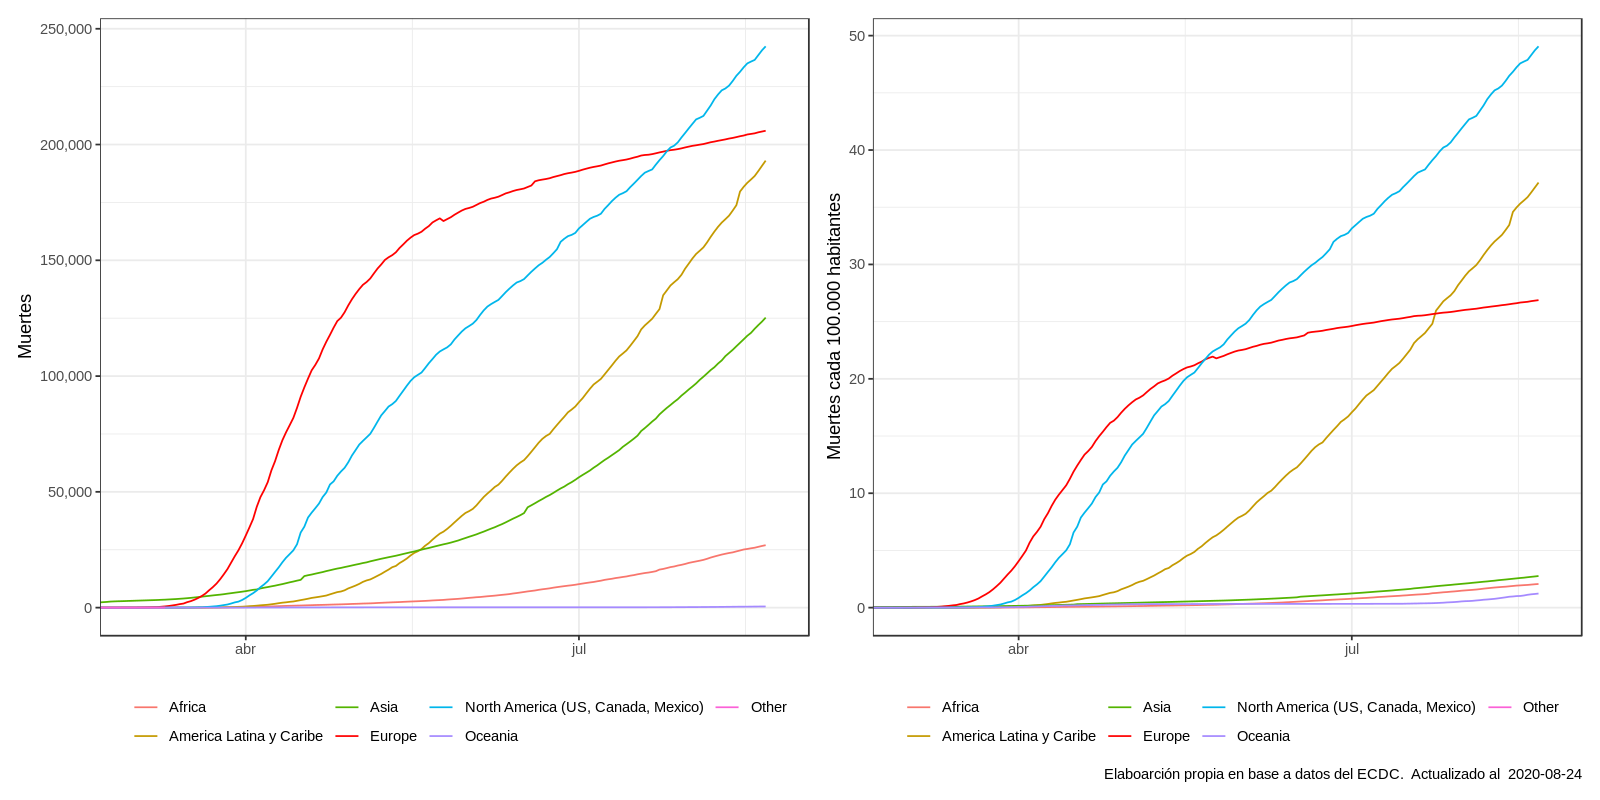 250,000
200,000
150,000
100,000
50,000
0
Muertes
abr
jul
Africa
Asia
North America (US, Canada, Mexico)
Other
America Latina y Caribe
Europe
Oceania
50
40
30
20
10
0
Muertes cada 100.000 habitantes
abr
jul
Africa
Asia
North America (US, Canada, Mexico)
Other
America Latina y Caribe
Europe
Oceania
Elaboarción propia en base a datos del ECDC.  Actualizado al  2020-08-24